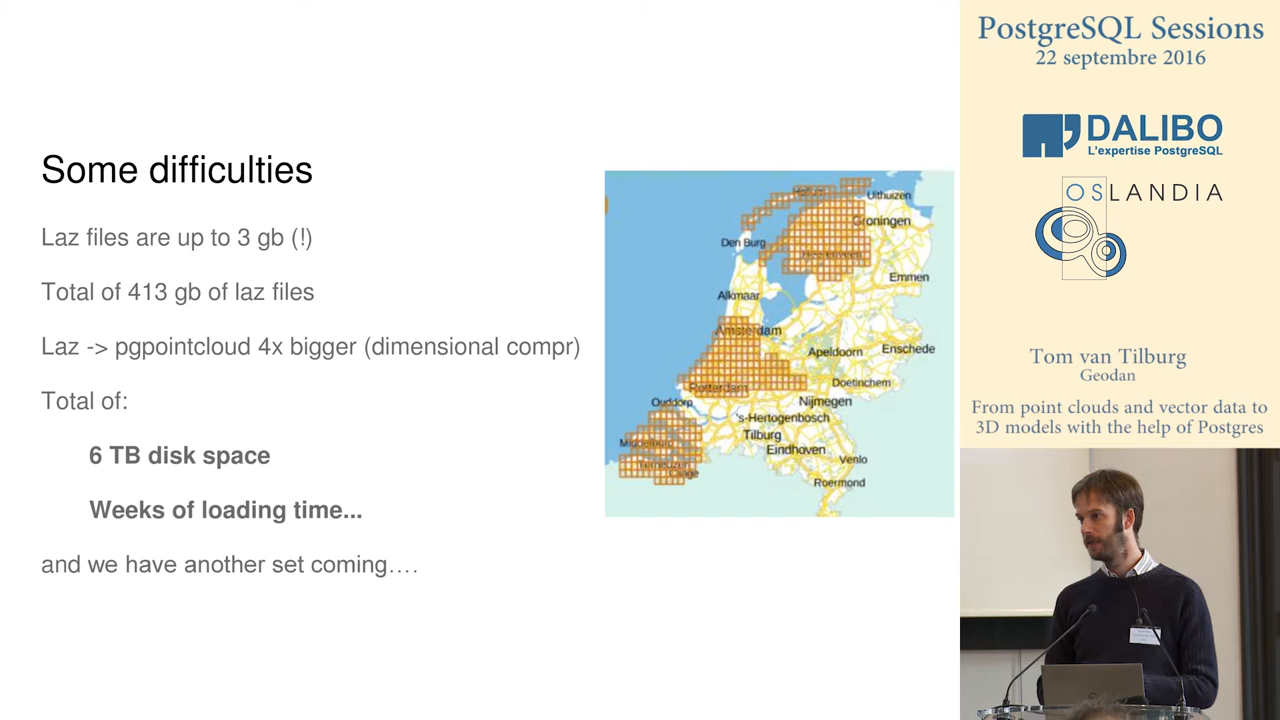 Some difficulties
Laz files are up to 3 gb (!)
Total of 413 gb of laz files
Laz -> pgpointcloud 4x bigger (dimensional compr)
Total of:
6 TB disk space
Weeks of loading time...
and we have another set coming….
Uithuizen
Groningen
Den Burg
Emmen
Alkmaar
Amsterdam
Apeldoorn
Enschede
Rotterdam
Doetinchem
Ouddorp
Nijmegen
's-Hertogenbosch
Middelburg
Tilburg
Eindhoven
Terneuzen
Venlo
Roermond
PostgreSQL Sessions
22 septembre 2016
DALIBO
L'expertise PostgreSQL
OSLANDIA
Tom van Tilburg
Geodan
From point clouds and vector data to
3D models with the help of Postgres